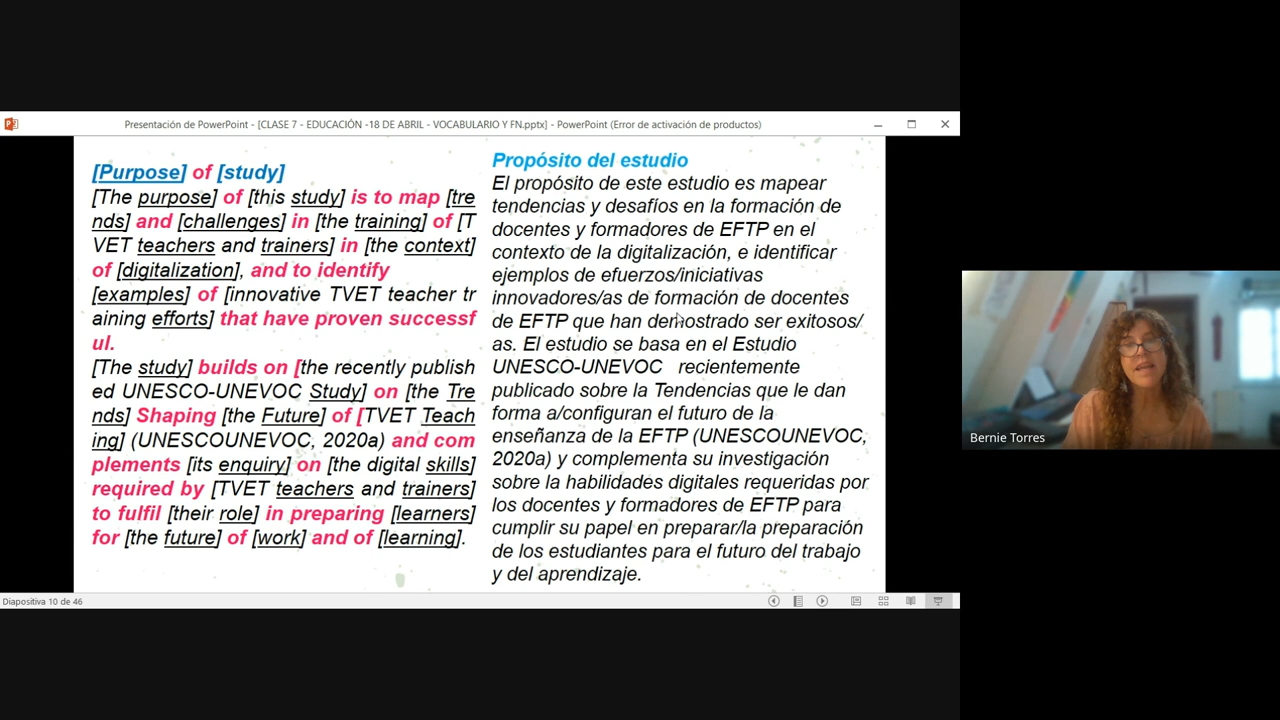 Presentación de PowerPoint - [CLASE 7 - EDUCACIÓN -18 DE ABRIL - VOCABULARIO Y FN.pptx] - PowerPoint (Error de activación de productos)
[Purpose] of [study]
[The purpose] of [this study] is to map [tre
nds] and [challenges] in [the training] of [T
VET teachers and trainers] in [the context]
of [digitalization], and to identify
[examples] of [innovative TVET teacher tr
aining efforts] that have proven successf
ul.
[The study] builds on [the recently publish
ed UNESCO-UNEVOC Study] on [the Tre
nds] Shaping [the Future] of [TVET Teach
ing] (UNESCOUNEVOC, 2020a) and com
plements [its enquiry] on [the digital skills]
required by [TVET teachers and trainers]
to fulfil [their role] in preparing [learners]
for [the future] of [work] and of [learning].
Propósito del estudio
El propósito de este estudio es mapear
tendencias y desafíos en la formación de
docentes y formadores de EFTP en el
contexto de la digitalización, e identificar
ejemplos de efuerzos/iniciativas
innovadores/as de formación de docentes
de EFTP que han demostrado ser exitosos/
as. El estudio se basa en el Estudio
UNESCO-UNEVOC recientemente
publicado sobre la Tendencias que le dan
forma a/configuran el futuro de la
enseñanza de la EFTP (UNESCOUNEVOC,
2020a) y complementa su investigación
sobre la habilidades digitales requeridas por
los docentes y formadores de EFTP para
cumplir su papel en preparar/la preparación
de los estudiantes para el futuro del trabajo
y del aprendizaje.
Diapositiva 10 de 46
Bernie Torres